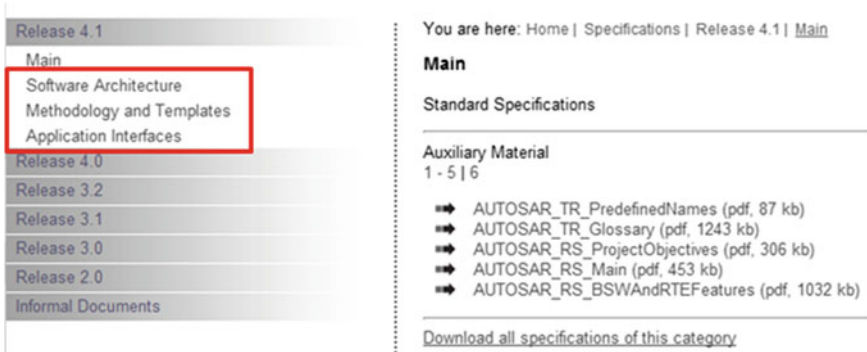 Release 4.1
Main
Software Architecture
Methodology and Templates
Application Interfaces
Release 4.0
Release 3.2
Release 3.1
Release 3.0
Release 2.0
Informal Documents
You are here: Home | Specifications | Release 4.1 | Main
Main
Standard Specifications
Auxiliary Material
1 - 5 | 6
AUTOSAR_TR_PredefinedNames (pdf, 87 kb)
AUTOSAR_TR_Glossary (pdf, 1243 kb)
AUTOSAR_RS_ProjectObjectives (pdf, 306 kb)
AUTOSAR_RS_Main (pdf, 453 kb)
AUTOSAR_RS_BSWAndRTEFeatures (pdf, 1032 kb)
Download all specifications of this category